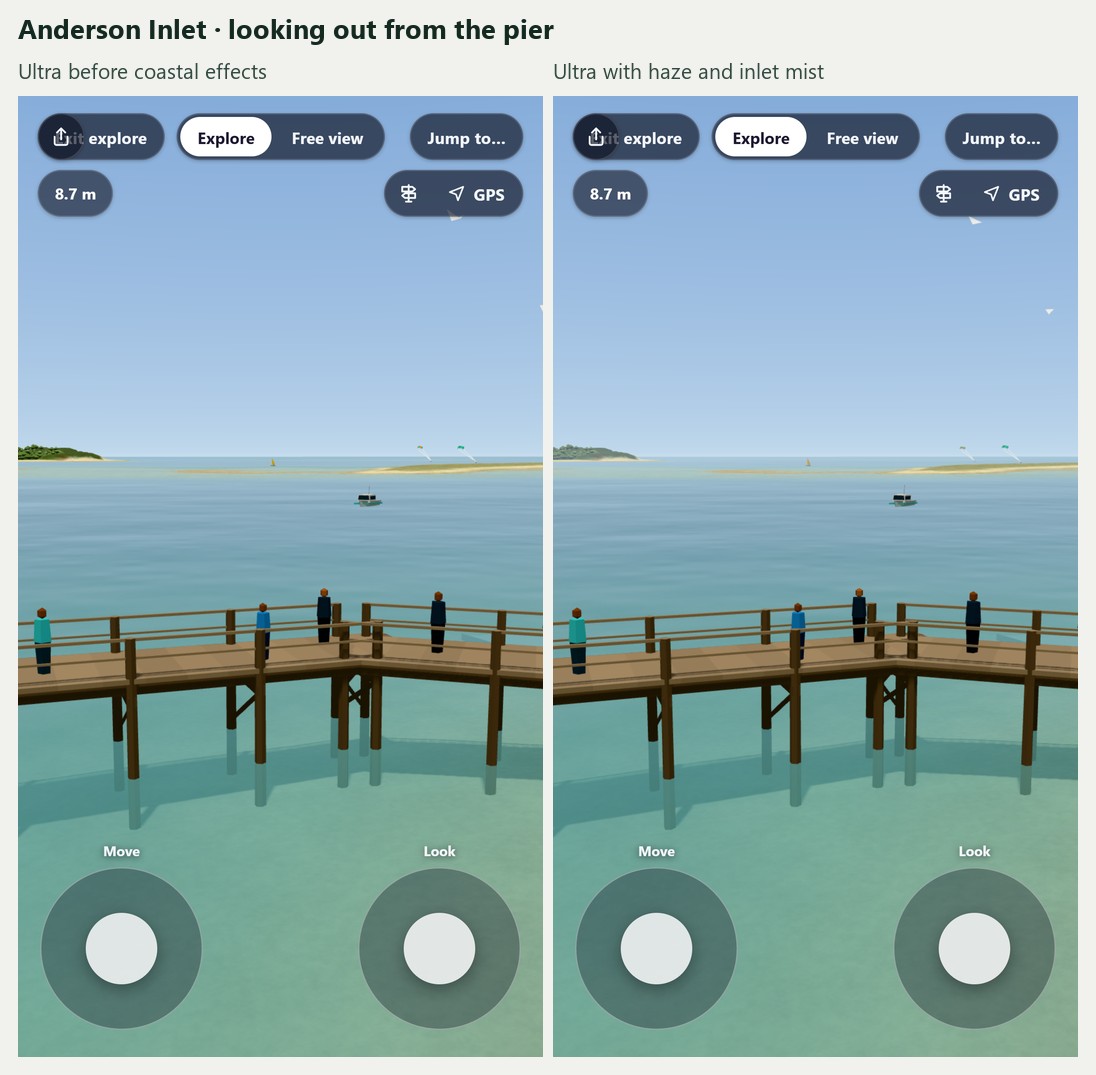 Anderson Inlet · looking out from the pier
Ultra before coastal effects
Ultra with haze and inlet mist
explore
Explore
Free view
Jump to...
8.7 m
GPS
Move
Look
explore
Explore
Free view
Jump to...
8.7 m
GPS
Move
Look